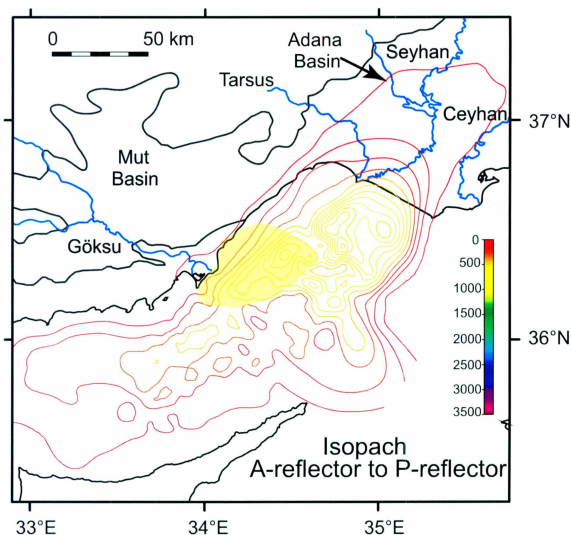 0 50 km
Adana
Basin
Seyhan
Tarsus
Ceyhan
37°N
Mut
Basin
Göksu
0
500
1000
1500
2000
2500
3000
3500
36°N
Isopach
A-reflector to P-reflector
33°E 34°E 35°E